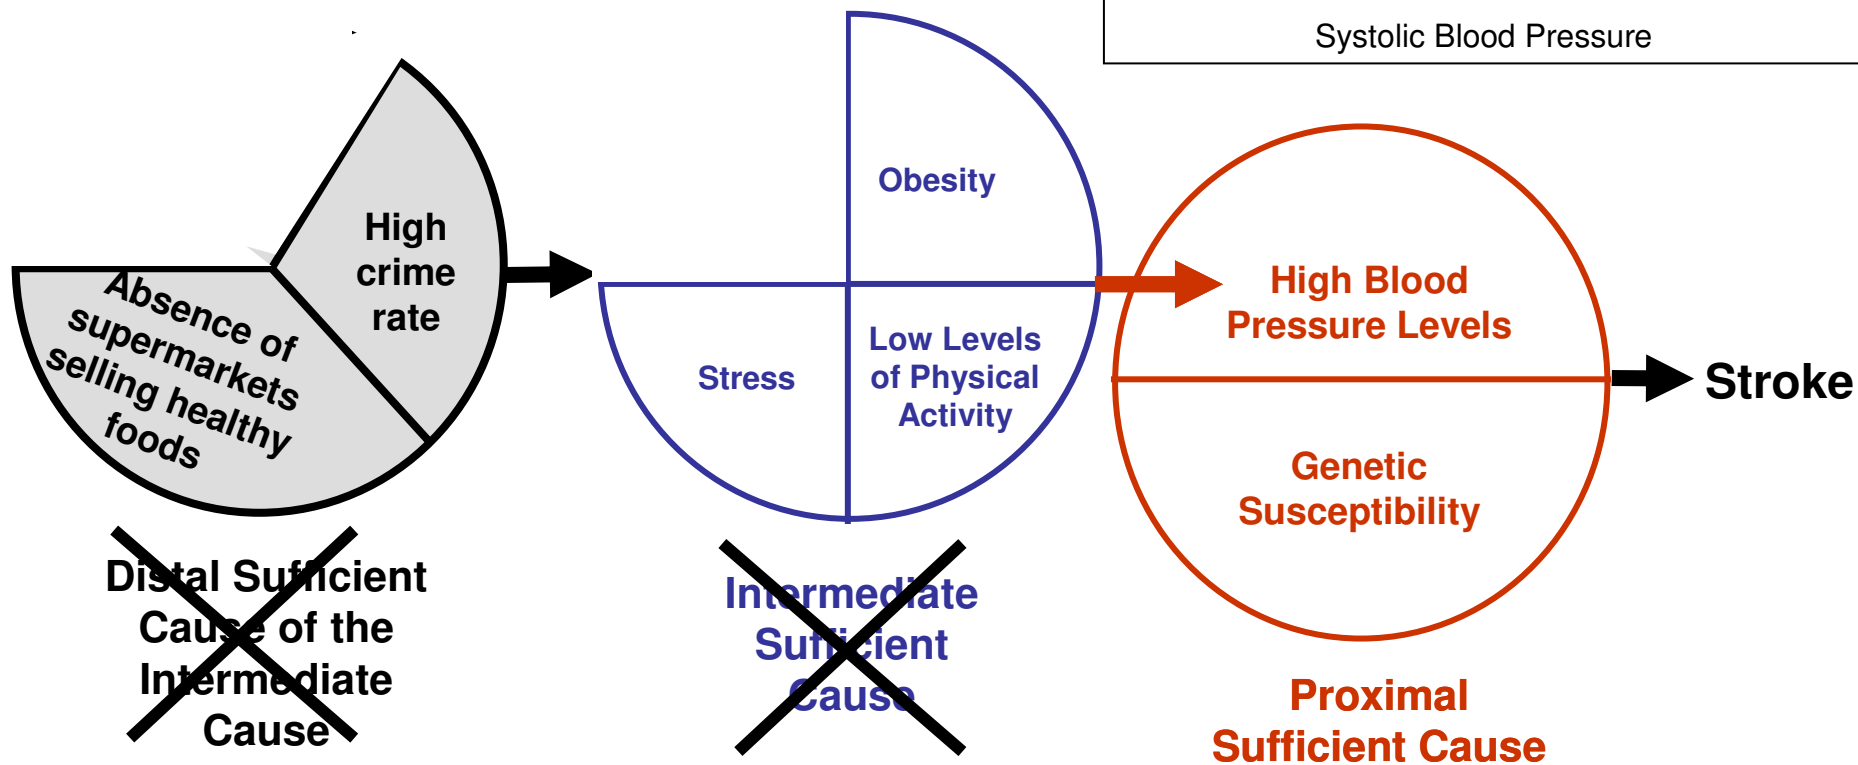 Systolic Blood Pressure
High
crime
rate
Absence of
supermarkets
selling healthy
foods
Distal Sufficient
Cause of the
Intermediate
Cause
Obesity
Stress
Low Levels
of Physical
Activity
Intermediate
Sufficient
Cause
High Blood
Pressure Levels
Genetic
Susceptibility
Proximal
Sufficient Cause
Stroke